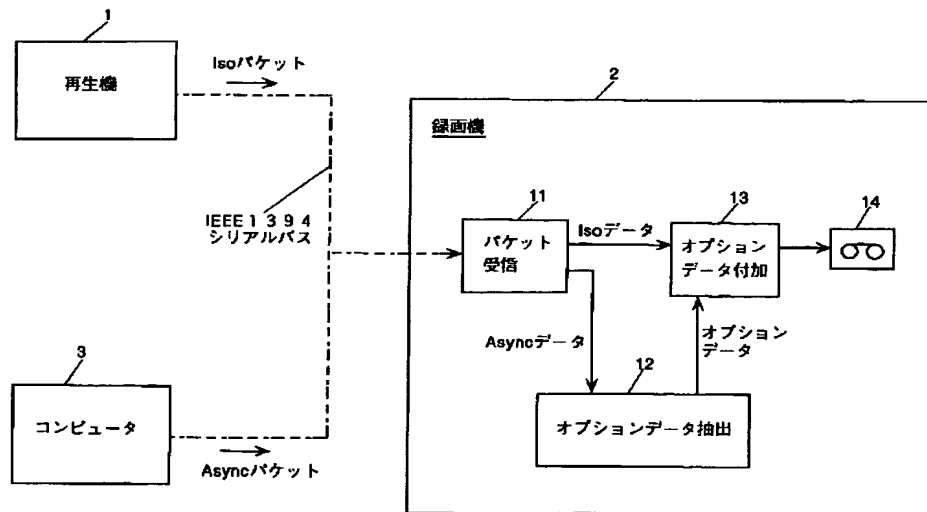 1
再生機
Isoパケット
2
録画機
IEEE1394
シリアルバス
11
パケット
受信
Isoデータ
13
オプション
データ付加
14
Asyncデータ
オプション
データ
3
コンピュータ
Asyncパケット
12
オプションデータ抽出